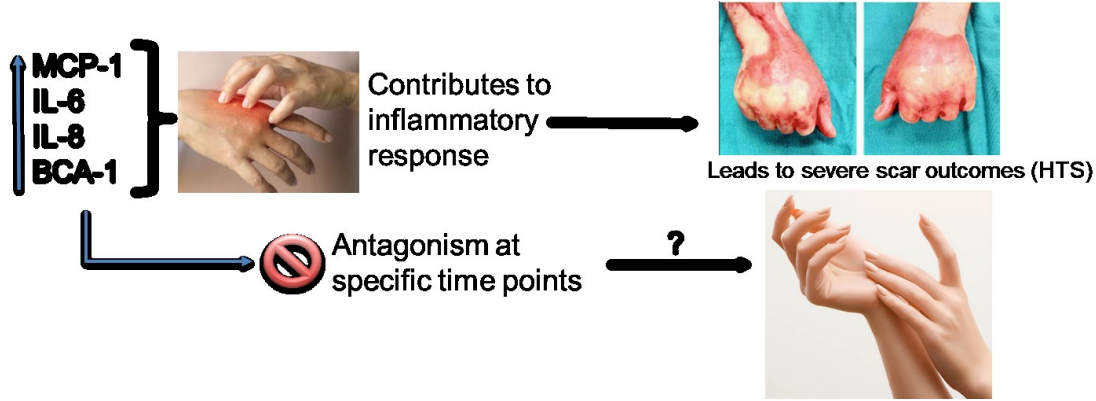 MCP-1
IL-6
IL-8
BCA-1
Contributes to
inflammatory
response
Leads to severe scar outcomes (HTS)
Antagonism at
specific time points
?